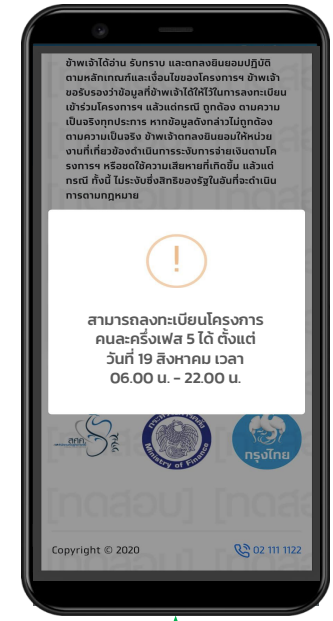 ข้าพเจ้าได้อ่าน รับทราบ และตกลงยินยอมปฏิบัติ
ตามหลักเกณฑ์และเงื่อนไขของโครงการฯ ข้าพเจ้า
ขอรับรองว่าข้อมูลที่ข้าพเจ้าได้ให้ไว้ในการลงทะเบียน
เข้าร่วมโครงการฯ แล้วแต่กรณี ถูกต้อง ตามความ
เป็นจริงทุกประการ หากข้อมูลดังกล่าวไม่ถูกต้อง
ตามความเป็นจริง ข้าพเจ้าตกลงยินยอมให้หน่วย
งานที่เกี่ยวข้องดำเนินการระงับการจ่ายเงินตามโค
รงการฯ หรือชดใช้ความเสียหายที่เกิดขึ้น แล้วแต่
กรณี ทั้งนี้ ไม่ระงับซึ่งสิทธิของรัฐในอันที่จะดำเนิน
การตามกฎหมาย
!
สามารถลงทะเบียนโครงการ
คนละครึ่งเฟส 5 ได้ ตั้งแต่
วันที่ 19 สิงหาคม เวลา
06.00 น. - 22.00 น.
สศค.
Ministry of Finance
กรุงไทย
[ทดสอบ] [ทดส
Copyright © 2020
02 111 1122